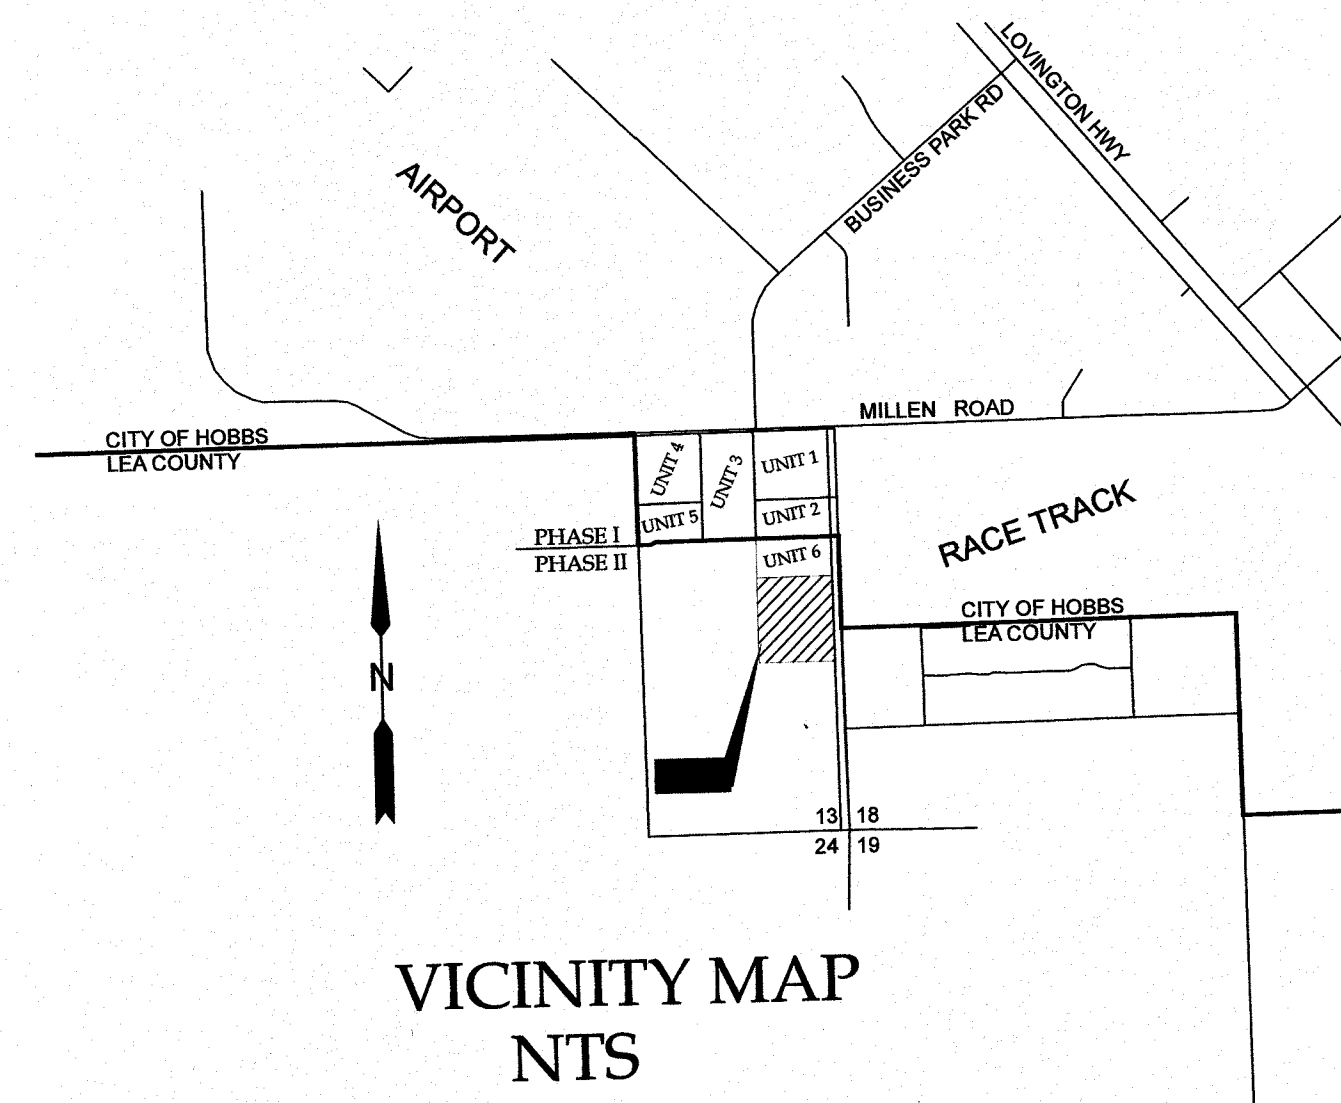 LOVINGTON HWY
BUSINESS PARK RD
AIRPORT
MILLEN ROAD
CITY OF HOBBS
LEA COUNTY
UNIT 4
UNIT 3
UNIT 1
UNIT 5
UNIT 2
RACE TRACK
PHASE I
PHASE II
UNIT 6
CITY OF HOBBS
LEA COUNTY
N
13 18
24 19
VICINITY MAP
NTS